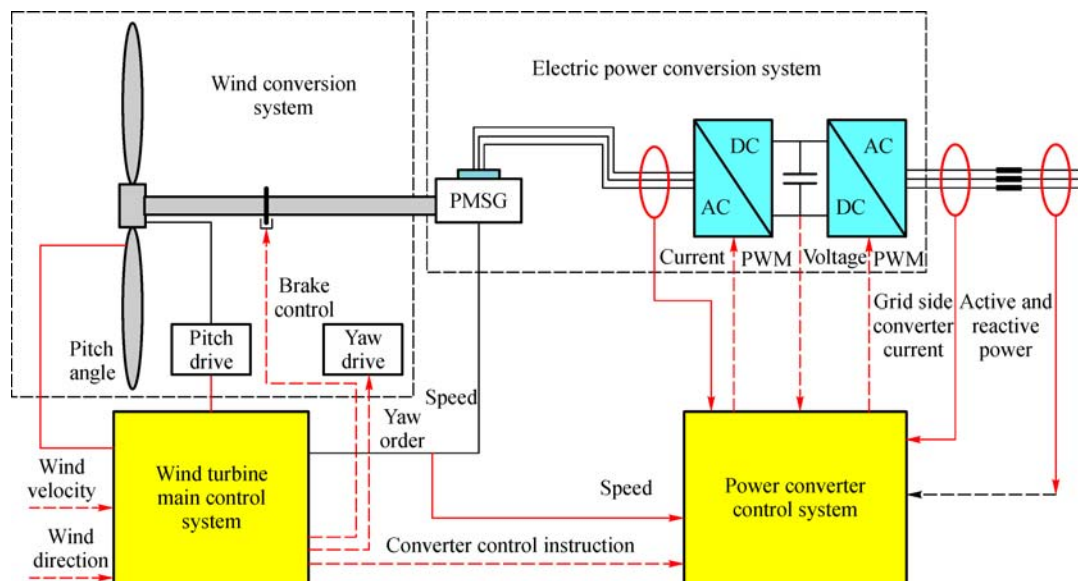 Wind conversion
system
Electric power conversion system
DC
AC
AC
DC
PMSG
Current
PWM
Voltage
PWM
Brake
control
Grid side
converter
current
Active and
reactive
power
Pitch
angle
Pitch
drive
Yaw
drive
Speed
Yaw
order
Wind
velocity
Wind turbine
main control
system
Speed
Power converter
control system
Wind
direction
Converter control instruction